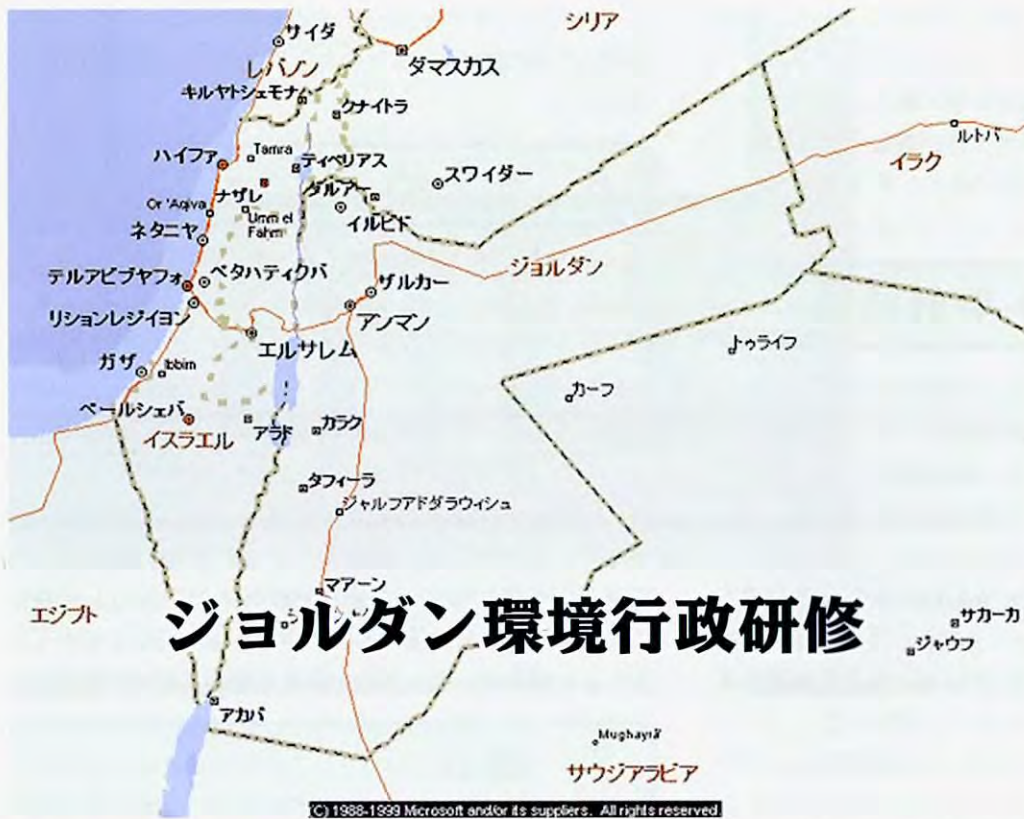 シリア
サイダ
ダマスカス
レバノン
キルヤトシェモナ
クナイトラ
ルトバ
ハイファ
Tamra
ティベリアス
イラク
スワイダー
ナザレ
ダルアー
Or 'Aqiva
Umm el
Fahm
イルビド
ネタニヤ
ジョルダン
テルアビブヤフォ
ペタハティクバ
ザルカー
リションレジイヨン
アンマン
エルサレム
トゥライフ
ガザ
Ibbim
カーフ
ベールシェバ
アラド
カラク
イスラエル
タフィーラ
ジャルフアドダラウィシュ
マアーン
エジプト
ジョルダン環境行政研修
サカーカ
ジャウフ
アカバ
Mughayrā'
サウジアラビア
(C) 1988-1999 Microsoft and/or its suppliers. All rights reserved.